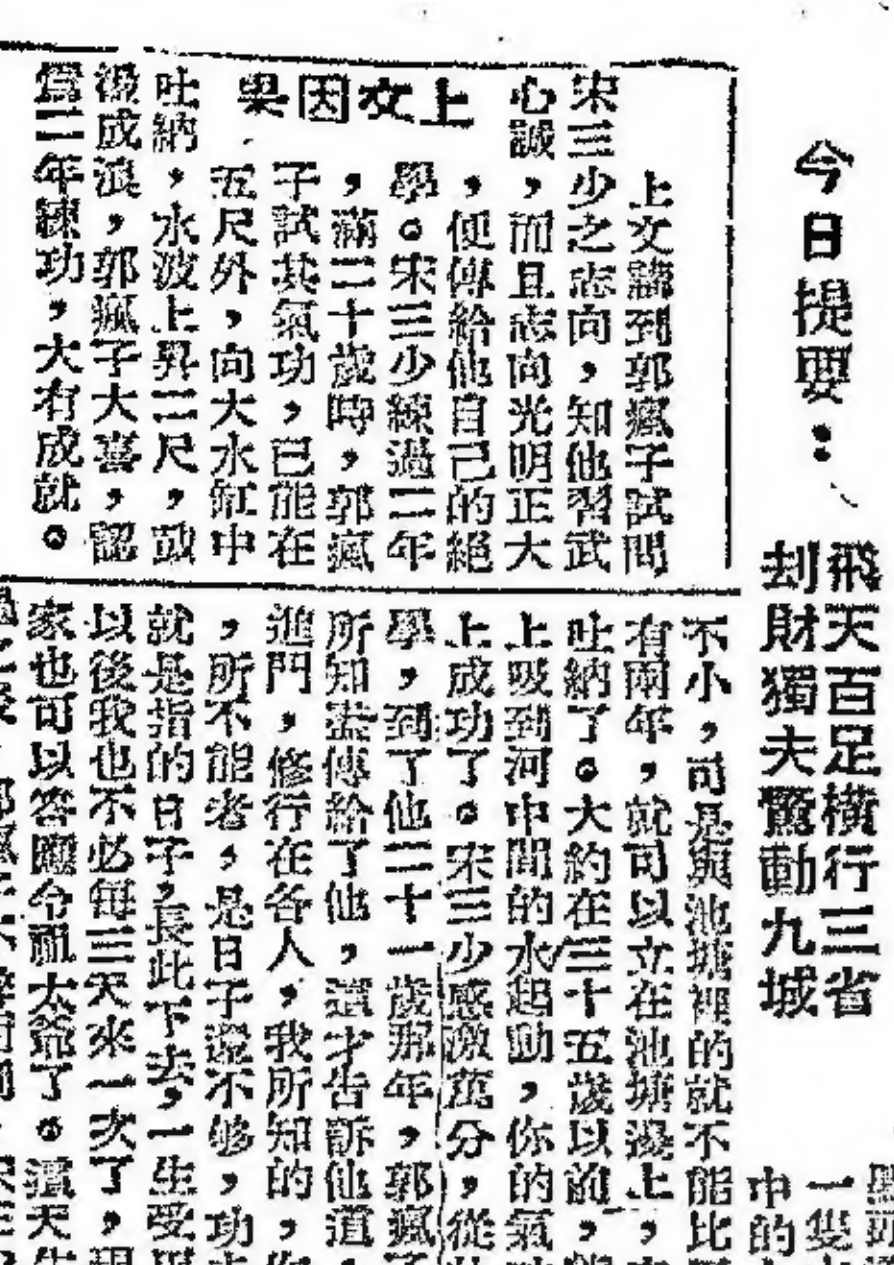 今日提要：
飛天百足橫行三省
刦財獨夫驚動九城
上文因果
上文講到郭瘋子試問
宋三少之志向，知他習武
心誠，而且志向光明正大
，便傳給他自己的絕
學。宋三少練過二年
，滿二十歲時，郭瘋
子試其氣功，已能在
五尺外，向大水缸中
吐納，水波上昇二尺，鼓
盪成浪，郭瘋子大喜，認
爲二年練功，大有成就。
一隻
中的
不小，可是與池塘裡的就不能比
有兩年，就可以立在池塘邊上，
吐納了。大約在三十五歲以前，
上吸到河中間的水起動，你的氣
上成功了。宋三少感激萬分，從
學，到了他二十一歲那年，郭瘋
所知盡傳給了他，這才告訴他道
進門，修行在各人，我所知的，
，所不能者，是日子還不够，功
就是指的日子，長此下去，一生受
以後我也不必每三天來一次了，
家也可以答應令祖太爺了。